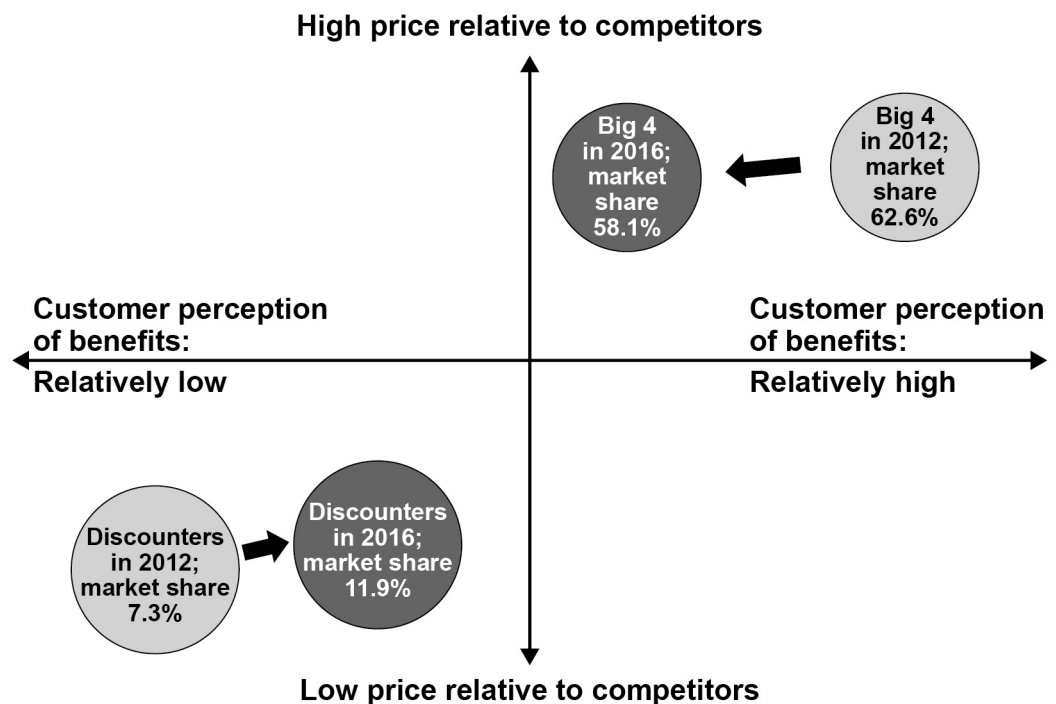 High price relative to competitors
Big 4
in 2016;
market
share
58.1%
Big 4
in 2012;
market
share
62.6%
Customer perception
of benefits:
Relatively low
Customer perception
of benefits:
Relatively high
Discounters
in 2012;
market share
7.3%
Discounters
in 2016;
market share
11.9%
Low price relative to competitors